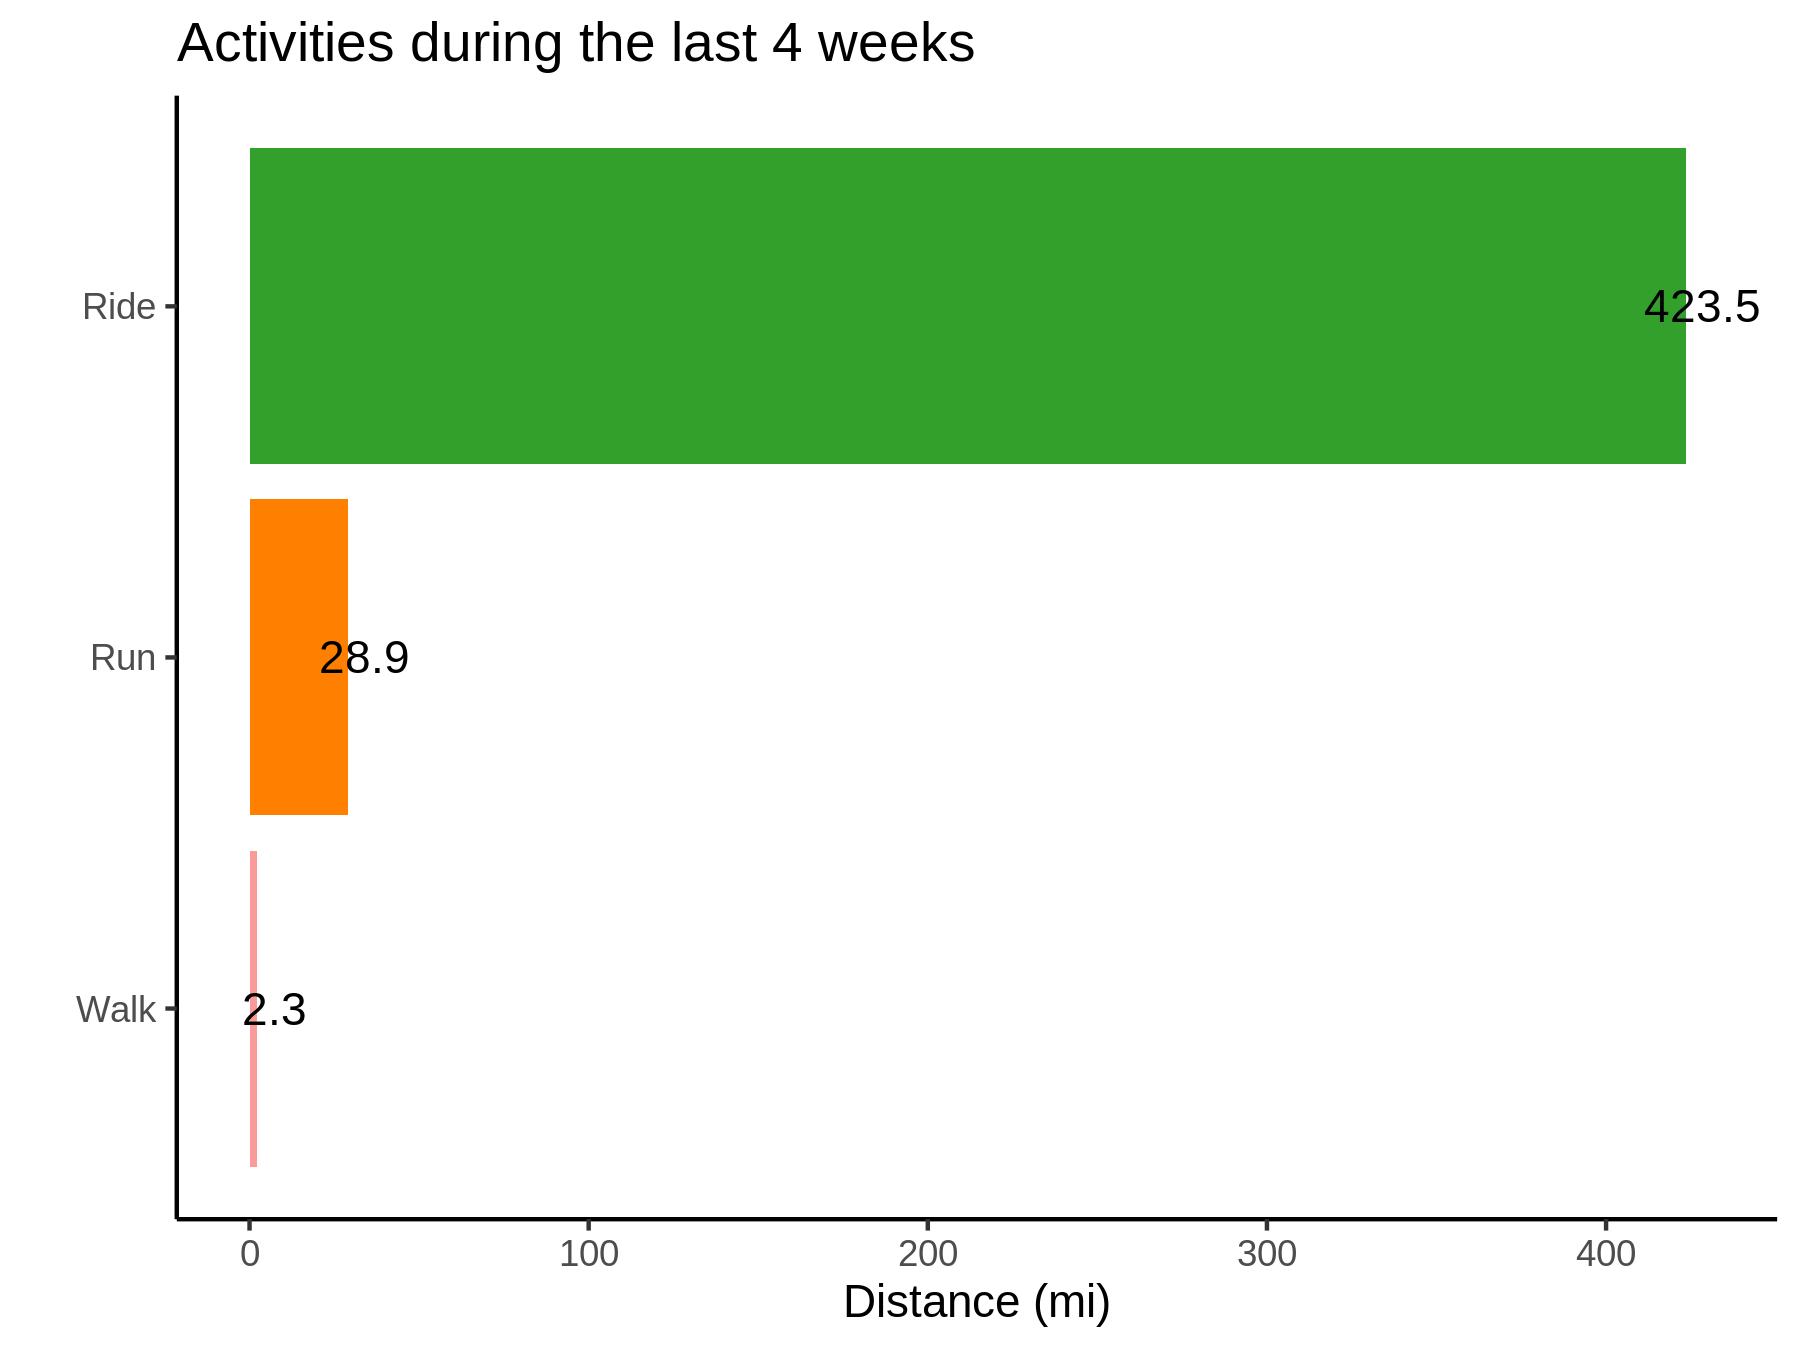 Activities during the last 4 weeks
Ride
423.5
Run
28.9
Walk
2.3
0 100 200 300 400
Distance (mi)